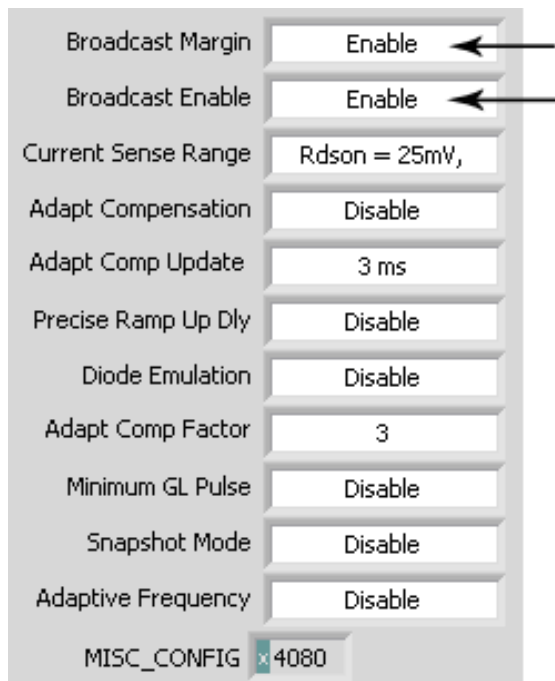 Broadcast Margin Enable
Broadcast Enable Enable
Current Sense Range Rdson = 25mV,
Adapt Compensation Disable
Adapt Comp Update 3 ms
Precise Ramp Up Dly Disable
Diode Emulation Disable
Adapt Comp Factor 3
Minimum GL Pulse Disable
Snapshot Mode Disable
Adaptive Frequency Disable
MISC_CONFIG x 4080